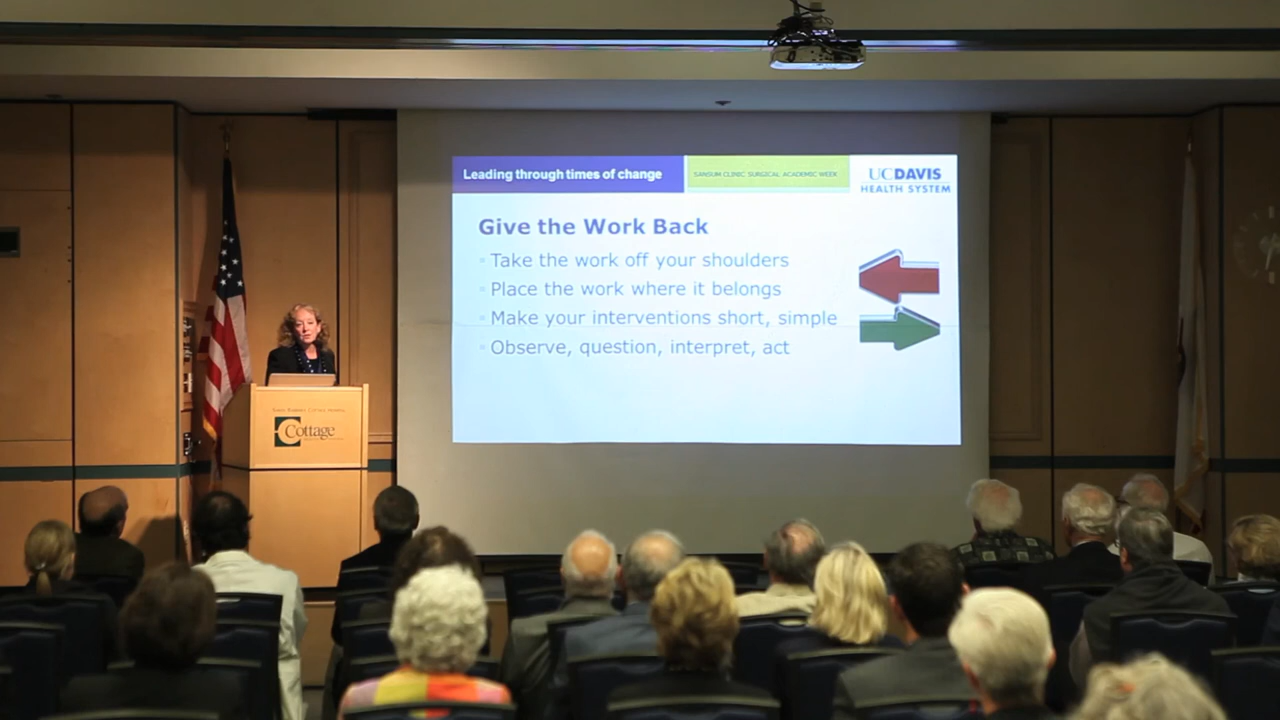 Leading through times of change
SANSUM CLINIC SURGICAL ACADEMIC WEEK
UCDAVIS
HEALTH SYSTEM
Give the Work Back
Take the work off your shoulders
Place the work where it belongs
Make your interventions short, simple
Observe, question, interpret, act
Cottage